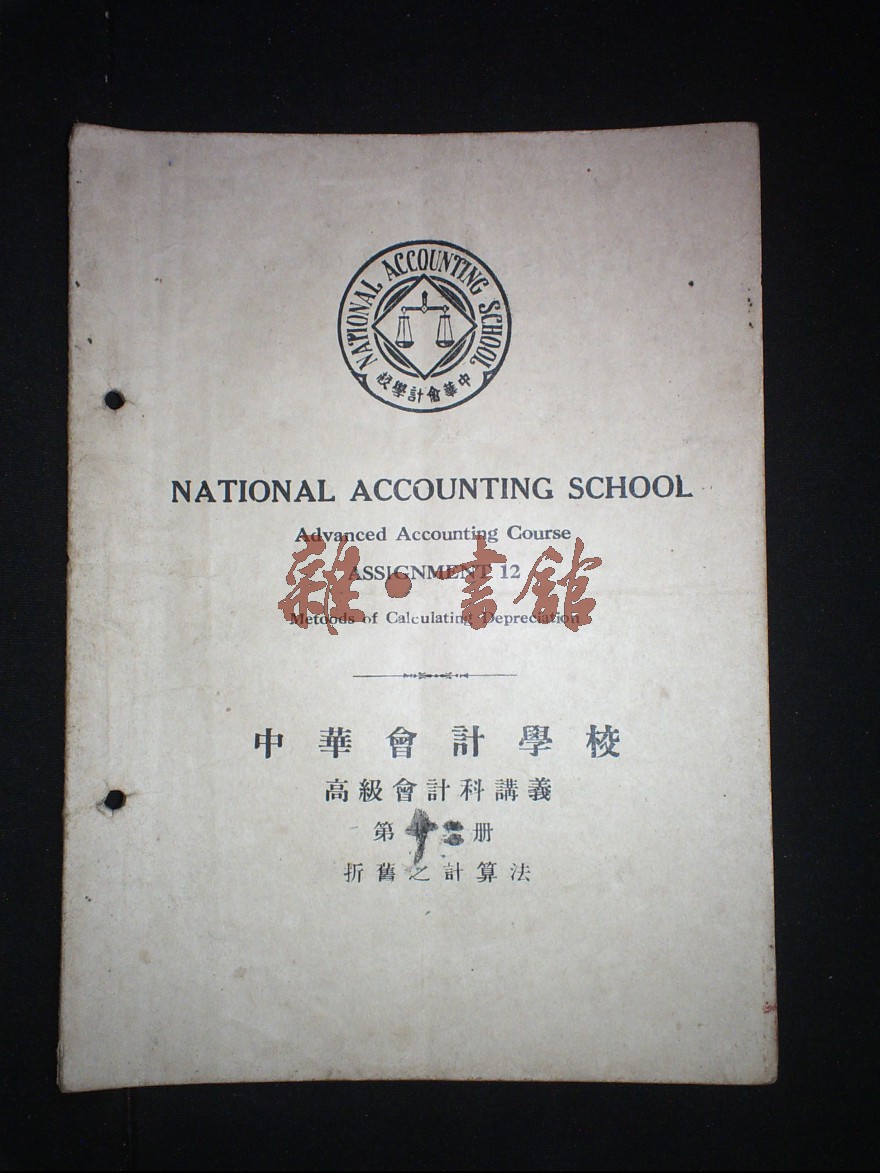 NATIONAL ACCOUNTING SCHOOL
中華會計學校
NATIONAL ACCOUNTING SCHOOL
Advanced Accounting Course
ASSIGNMENT 12
Metoods of Calculating Depreciation
雜·書館
中華會計學校
高級會計科講義
第十二册
折舊之計算法